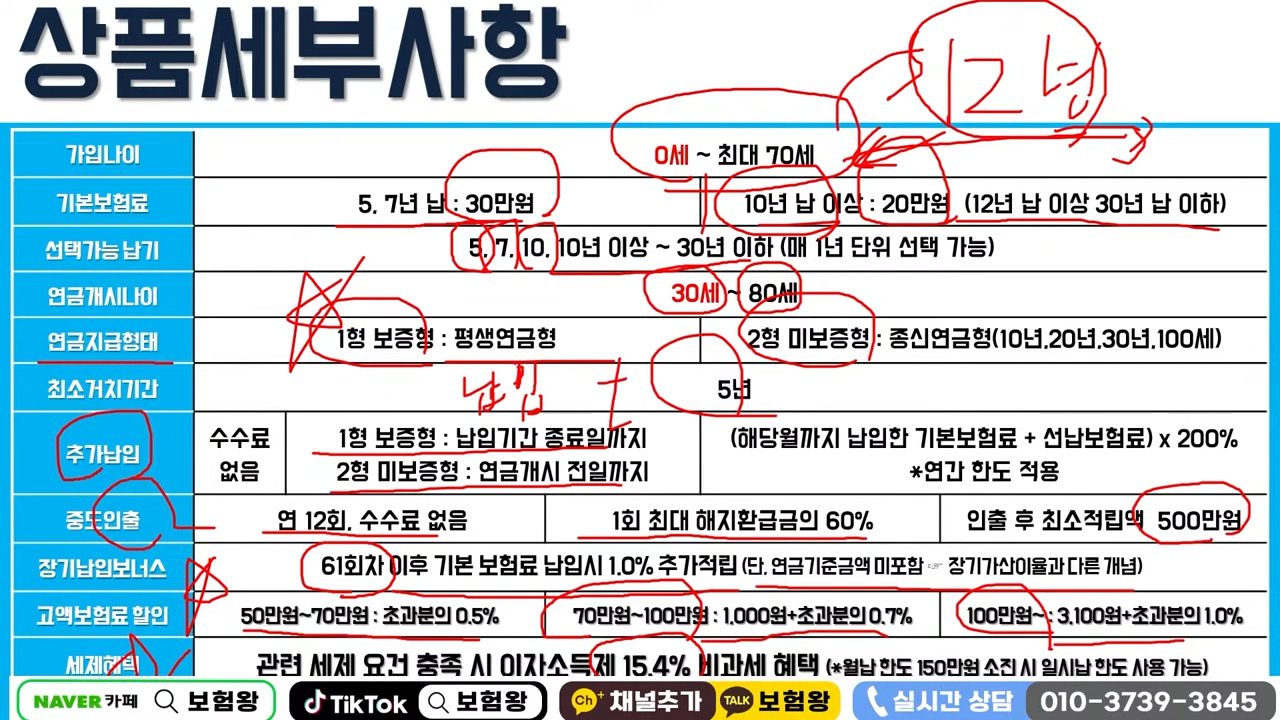 상품세부사항
12년
가입나이 0세 ~ 최대 70세
기본보험료 5, 7년 납 : 30만원 10년 납 이상 : 20만원 (12년 납 이상 30년 납 이하)
선택가능 납기 5, 7, 10, 10년 이상 ~ 30년 이하 (매 1년 단위 선택 가능)
연금개시나이 30세 ~ 80세
연금지급형태 1형 보증형 : 평생연금형 2형 미보증형 : 종신연금형(10년,20년,30년,100세)
최소거치기간 5년
납입 +
추가납입 수수료 없음
1형 보증형 : 납입기간 종료일까지
2형 미보증형 : 연금개시 전일까지
(해당월까지 납입한 기본보험료 + 선납보험료) x 200%
*연간 한도 적용
중도인출 연 12회, 수수료 없음 1회 최대 해지환급금의 60% 인출 후 최소적립액 500만원
장기납입보너스 61회차 이후 기본 보험료 납입시 1.0% 추가적립 (단, 연금기준금액 미포함 ☞ 장기가산이율과 다른 개념)
고액보험료 할인 50만원~70만원 : 초과분의 0.5% 70만원~100만원 : 1,000원+초과분의 0.7% 100만원~ : 3,100원+초과분의 1.0%
세제혜택 관련 세제 요건 충족 시 이자소득제 15.4% 비과세 혜택 (*월납 한도 150만원 소진 시 일시납 한도 사용 가능)
NAVER 카페 보험왕 TikTok 보험왕 Ch+ 채널추가 TALK 보험왕 실시간 상담 010-3739-3845